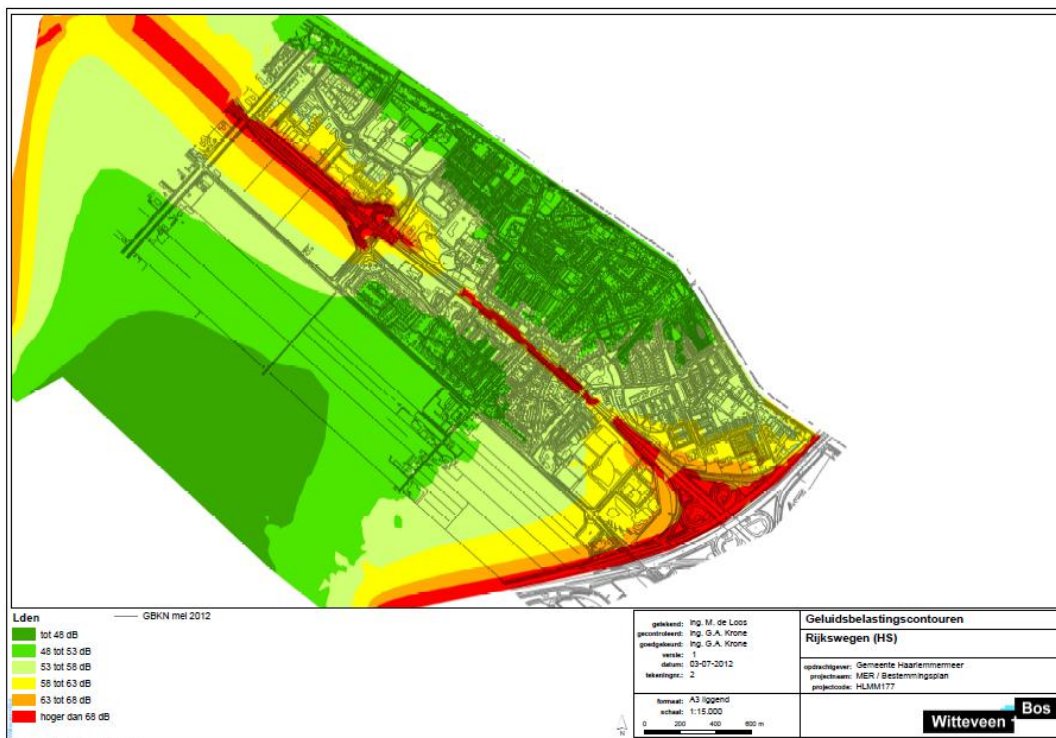 Lden
GBKN mei 2012
tot 48 dB
48 tot 53 dB
53 tot 58 dB
58 tot 63 dB
63 tot 68 dB
hoger dan 68 dB
N
getekend: Ing. M. de Loos
gecontroleerd: Ing. G.A. Krone
goedgekeurd: Ing. G.A. Krone
versie: 1
datum: 03-07-2012
tekeningnr.: 2
formaat: A3 liggend
schaal: 1:15.000
0 200 400 600 m
Geluidsbelastingscontouren
Rijkswegen (HS)
opdrachtgever: Gemeente Haarlemmermeer
projectnaam: MER / Bestemmingsplan
projectcode: HLMM177
Witteveen + Bos